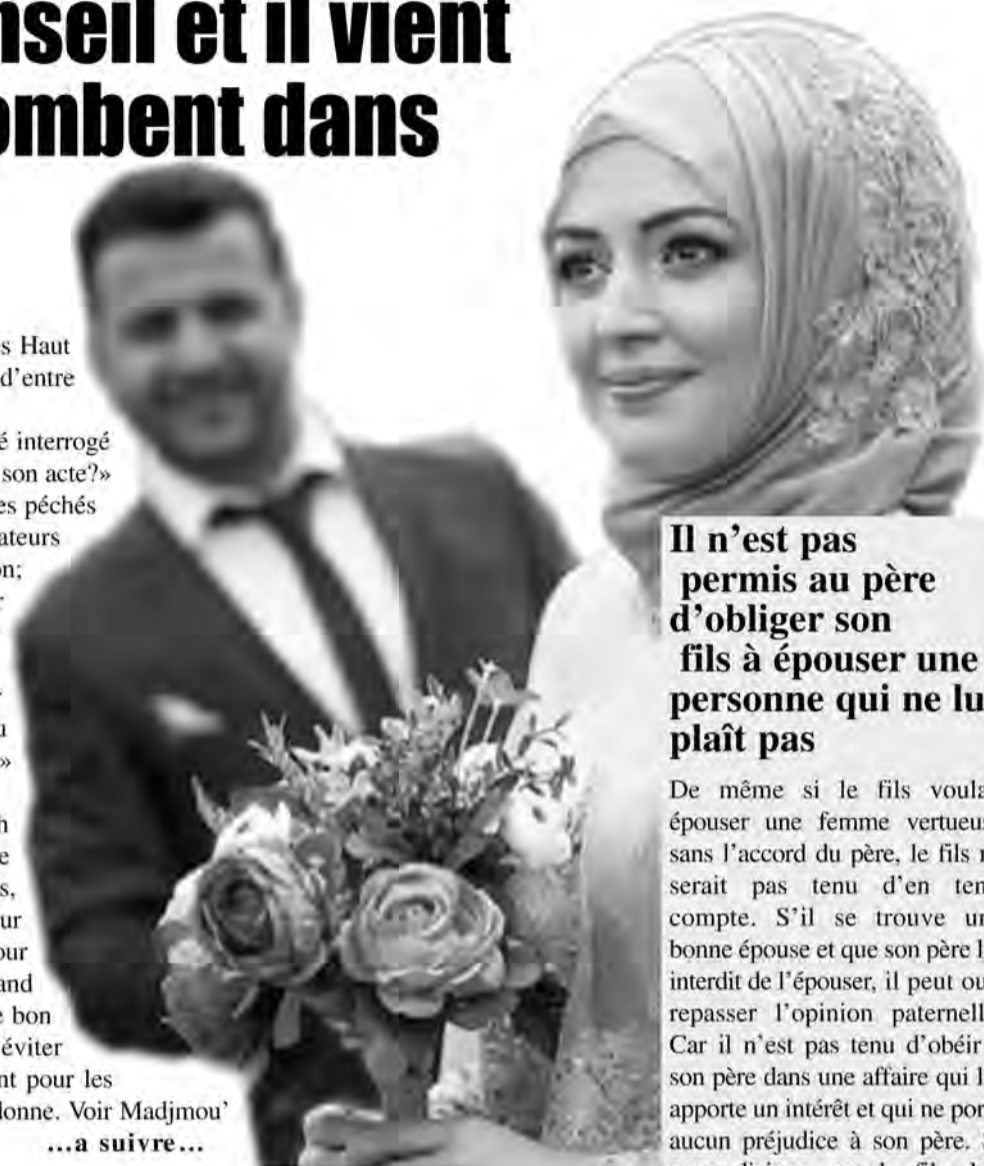 nseil et il vient
ombent dans
s Haut
d'entre
é interrogé
son acte?»
es péchés
ateurs
on;
r
u
»
h
e
s,
ur
our
and
e bon
éviter
nt pour les
donne. Voir Madjmou'
...a suivre...
Il n'est pas
permis au père
d'obliger son
fils à épouser une
personne qui ne lu
plaît pas
De même si le fils voula
épouser une femme vertueus
sans l'accord du père, le fils n
serait pas tenu d'en ten
compte. S'il se trouve un
bonne épouse et que son père l
interdit de l'épouser, il peut ou
repasser l'opinion paternell
Car il n'est pas tenu d'obéir
son père dans une affaire qui l
apporte un intérêt et qui ne por
aucun préjudice à son père.